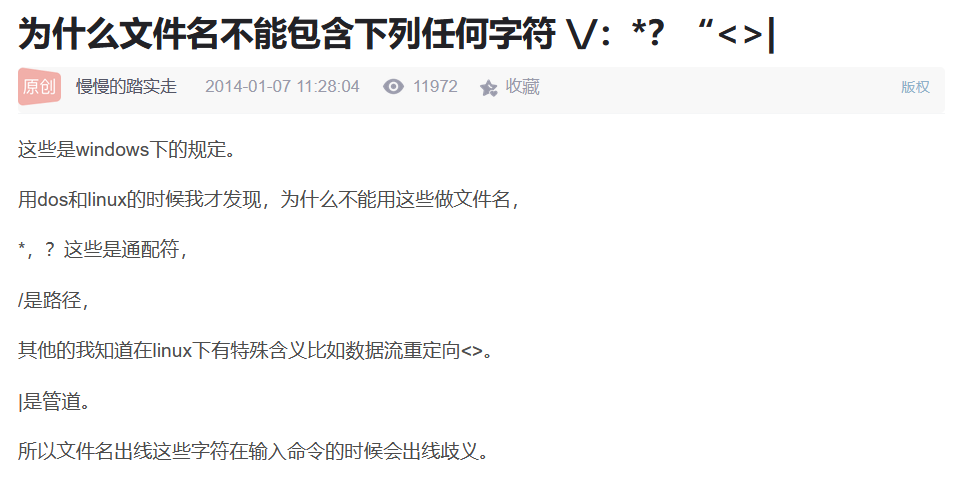 为什么文件名不能包含下列任何字符 \/：*？ “<>|
原创 慢慢的踏实走 2014-01-07 11:28:04 11972 收藏 版权
这些是windows下的规定。
用dos和linux的时候我才发现，为什么不能用这些做文件名，
*，？这些是通配符，
/是路径，
其他的我知道在linux下有特殊含义比如数据流重定向<>。
|是管道。
所以文件名出线这些字符在输入命令的时候会出线歧义。